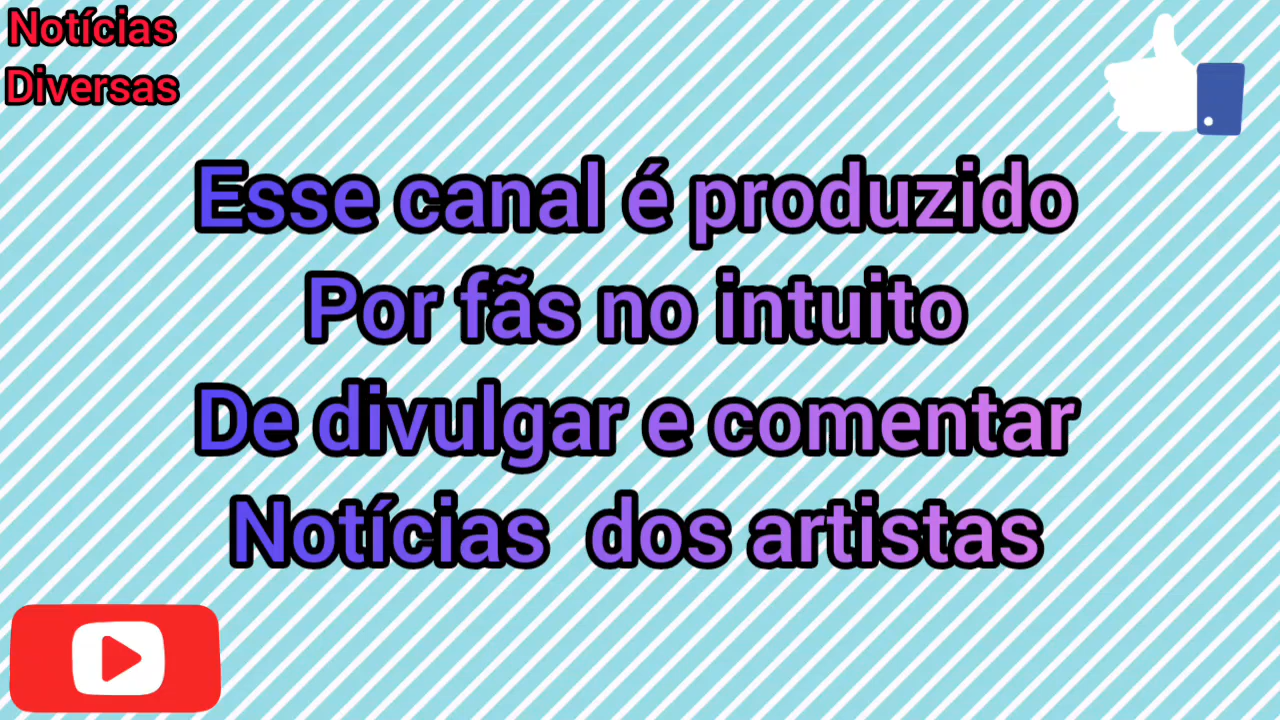 Notícias
Diversas
Esse canal é produzido
Por fãs no intuito
De divulgar e comentar
Notícias dos artistas